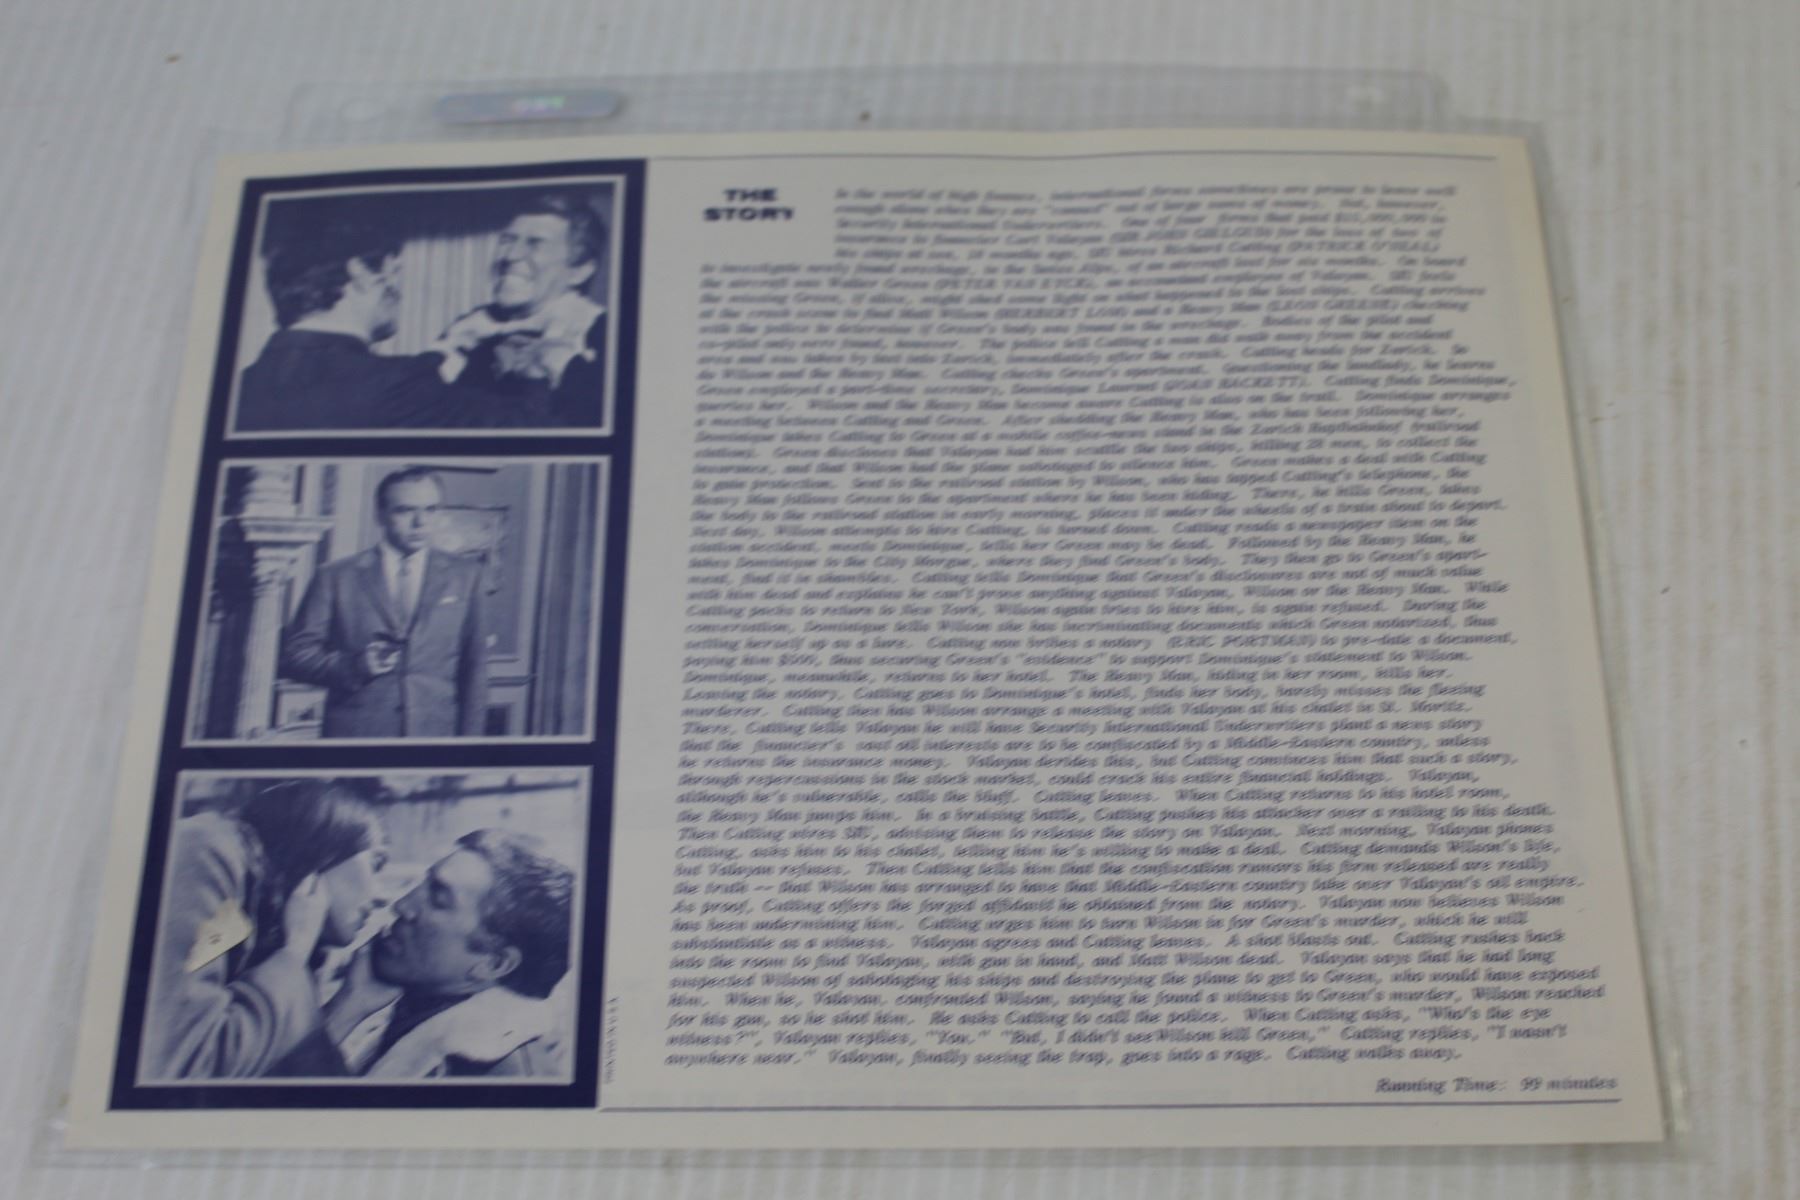 THE
STORY
In the world of high finance, international firms sometimes are prone to leave well
enough alone when they are "conned" out of large sums of money. But, however,
Security International Underwriters. One of four firms that paid $15,000,000 in
insurance to financier Curt Valayan (SIR JOHN GIELGUD) for the loss of two of
his ships at sea, 18 months ago, SIU hires Richard Cutting (PATRICK O'NEAL)
to investigate newly found wreckage, in the Swiss Alps, of an aircraft lost for six months. On board
the aircraft was Walter Green (PETER VAN EYCK), an accountant employee of Valayan. SIU feels
the missing Green, if alive, might shed some light on what happened to the lost ships. Cutting arrives
at the crash scene to find Matt Wilson (HERBERT LOM) and a Heavy Man (LEON GREENE) checking
with the police to determine if Green's body was found in the wreckage. Bodies of the pilot and
co-pilot only were found, however. The police tell Cutting a man did walk away from the accident
area and was taken by taxi into Zurich, immediately after the crash. Cutting heads for Zurich. So
do Wilson and the Heavy Man. Cutting checks Green's apartment. Questioning the landlady, he learns
Green employed a part-time secretary, Dominique Laurant (JOAN HACKETT). Cutting finds Dominique,
queries her. Wilson and the Heavy Man become aware Cutting is also on the trail. Dominique arranges
a meeting between Cutting and Green. After shedding the Heavy Man, who has been following her,
Dominique takes Cutting to Green at a mobile coffee-news stand in the Zurich Haptbahnhof (railroad
station). Green discloses that Valayan had him scuttle the two ships, killing 28 men, to collect the
insurance, and that Wilson had the plane sabotaged to silence him. Green makes a deal with Cutting
to gain protection. Sent to the railroad station by Wilson, who has tapped Cutting's telephone, the
Heavy Man follows Green to the apartment where he has been hiding. There, he kills Green, takes
the body to the railroad station in early morning, places it under the wheels of a train about to depart.
Next day, Wilson attempts to hire Cutting, is turned down. Cutting reads a newspaper item on the
station accident, meets Dominique, tells her Green may be dead. Followed by the Heavy Man, he
takes Dominique to the City Morgue, where they find Green's body. They then go to Green's apart-
ment, find it in shambles. Cutting tells Dominique that Green's disclosures are not of much value
with him dead and explains he can't prove anything against Valayan, Wilson or the Heavy Man. While
Cutting packs to return to New York, Wilson again tries to hire him, is again refused. During the
conversation, Dominique tells Wilson she has incriminating documents which Green notarized, thus
setting herself up as a lure. Cutting now bribes a notary (ERIC PORTMAN) to pre-date a document,
paying him $500, thus securing Green's "evidence" to support Dominique's statement to Wilson.
Dominique, meanwhile, returns to her hotel. The Heavy Man, hiding in her room, kills her.
Leaving the notary, Cutting goes to Dominique's hotel, finds her body, barely misses the fleeing
murderer. Cutting then has Wilson arrange a meeting with Valayan at his chalet in St. Moritz.
There, Cutting tells Valayan he will have Security International Underwriters plant a news story
that the financier's vast oil interests are to be confiscated by a Middle-Eastern country, unless
he returns the insurance money. Valayan derides this, but Cutting convinces him that such a story,
through repercussions in the stock market, could crack his entire financial holdings. Valayan,
although he's vulnerable, calls the bluff. Cutting leaves. When Cutting returns to his hotel room,
the Heavy Man jumps him. In a bruising battle, Cutting pushes his attacker over a railing to his death.
Then Cutting wires SIU, advising them to release the story on Valayan. Next morning, Valayan phones
Cutting, asks him to his chalet, telling him he's willing to make a deal. Cutting demands Wilson's life,
but Valayan refuses. Then Cutting tells him that the confiscation rumors his firm released are really
the truth -- that Wilson has arranged to have that Middle-Eastern country take over Valayan's oil empire.
As proof, Cutting offers the forged affidavit he obtained from the notary. Valayan now believes Wilson
has been undermining him. Cutting urges him to turn Wilson in for Green's murder, which he will
substantiate as a witness. Valayan agrees and Cutting leaves. A shot blasts out. Cutting rushes back
into the room to find Valayan, with gun in hand, and Matt Wilson dead. Valayan says that he had long
suspected Wilson of sabotaging his ships and destroying the plane to get to Green, who would have exposed
him. When he, Valayan, confronted Wilson, saying he found a witness to Green's murder, Wilson reached
for his gun, so he shot him. He asks Cutting to call the police. When Cutting asks, "Who's the eye
witness?", Valayan replies, "You." "But, I didn't see Wilson kill Green," Cutting replies, "I wasn't
anywhere near." Valayan, finally seeing the trap, goes into a rage. Cutting walks away.
Running Time: 99 minutes